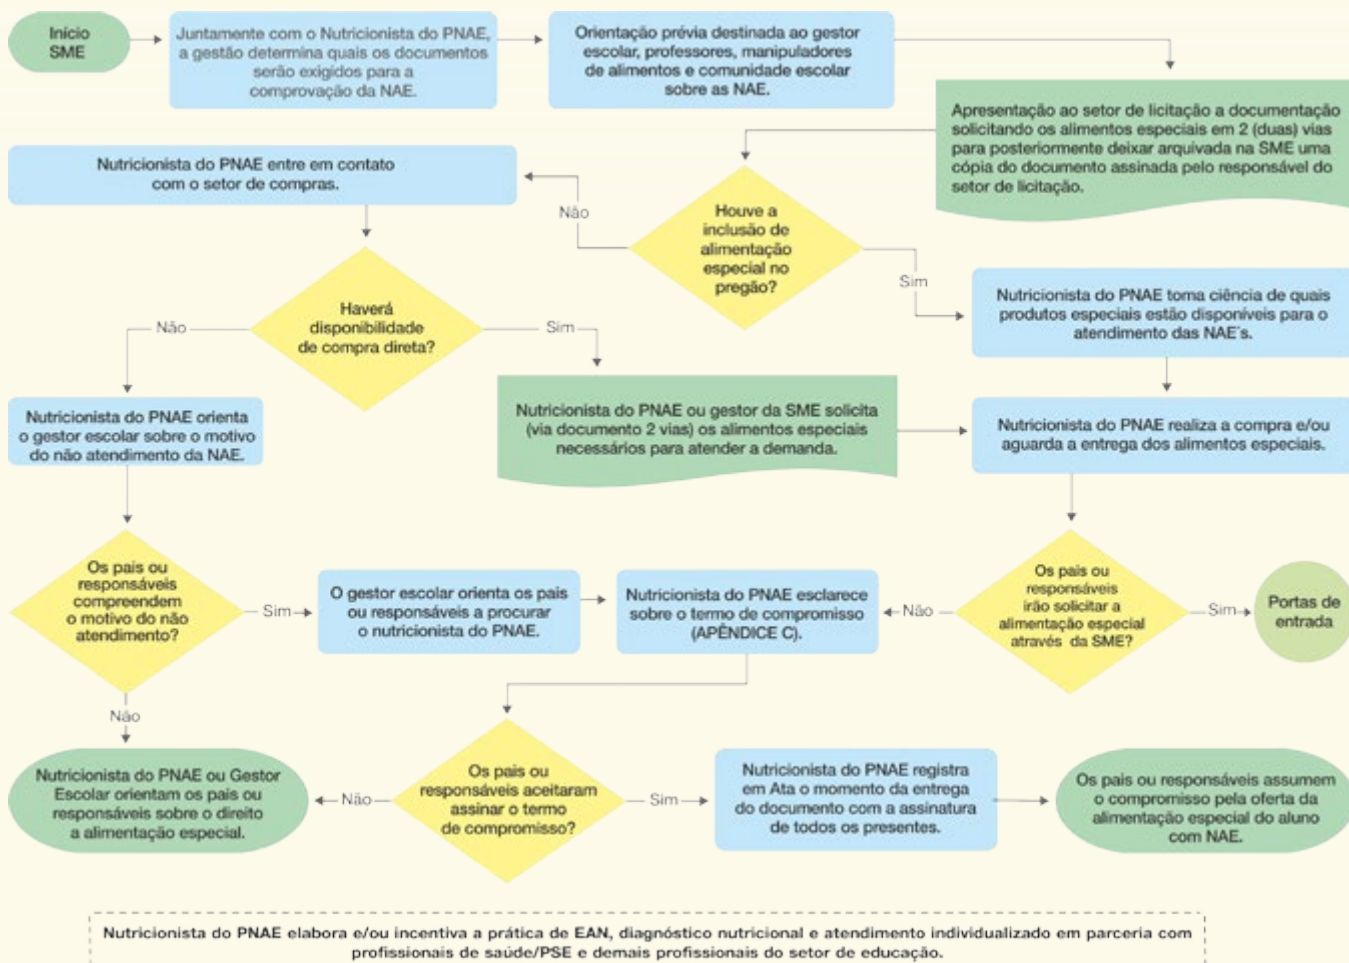 Início
SME
Juntamente com o Nutricionista do PNAE,
a gestão determina quais os documentos
serão exigidos para a
comprovação da NAE.
Orientação prévia destinada ao gestor
escolar, professores, manipuladores
de alimentos e comunidade escolar
sobre as NAE.
Apresentação ao setor de licitação a documentação
solicitando os alimentos especiais em 2 (duas) vias
para posteriormente deixar arquivada na SME uma
cópia do documento assinada pelo responsável do
setor de licitação.
Houve a
inclusão de
alimentação
especial no
pregão?
Não
Sim
Nutricionista do PNAE entre em contato
com o setor de compras.
Nutricionista do PNAE toma ciência de quais
produtos especiais estão disponíveis para o
atendimento das NAE´s.
Haverá
disponibilidade
de compra direta?
Não
Sim
Nutricionista do PNAE orienta
o gestor escolar sobre o motivo
do não atendimento da NAE.
Nutricionista do PNAE ou gestor da SME solicita
(via documento 2 vias) os alimentos especiais
necessários para atender a demanda.
Nutricionista do PNAE realiza a compra e/ou
aguarda a entrega dos alimentos especiais.
Os pais ou
responsáveis
compreendem
o motivo do não
atendimento?
Sim
Não
O gestor escolar orienta os pais
ou responsáveis a procurar
o nutricionista do PNAE.
Nutricionista do PNAE esclarece
sobre o termo de compromisso
(APÊNDICE C).
Não
Os pais ou
responsáveis
irão solicitar a
alimentação especial
através da SME?
Sim
Portas de
entrada
Nutricionista do PNAE ou Gestor
Escolar orientam os pais ou
responsáveis sobre o direito
a alimentação especial.
Não
Os pais ou
responsáveis aceitaram
assinar o termo
de compromisso?
Sim
Nutricionista do PNAE registra
em Ata o momento da entrega
do documento com a assinatura
de todos os presentes.
Os pais ou responsáveis assumem
o compromisso pela oferta da
alimentação especial do aluno
com NAE.
Nutricionista do PNAE elabora e/ou incentiva a prática de EAN, diagnóstico nutricional e atendimento individualizado em parceria com
profissionais de saúde/PSE e demais profissionais do setor de educação.